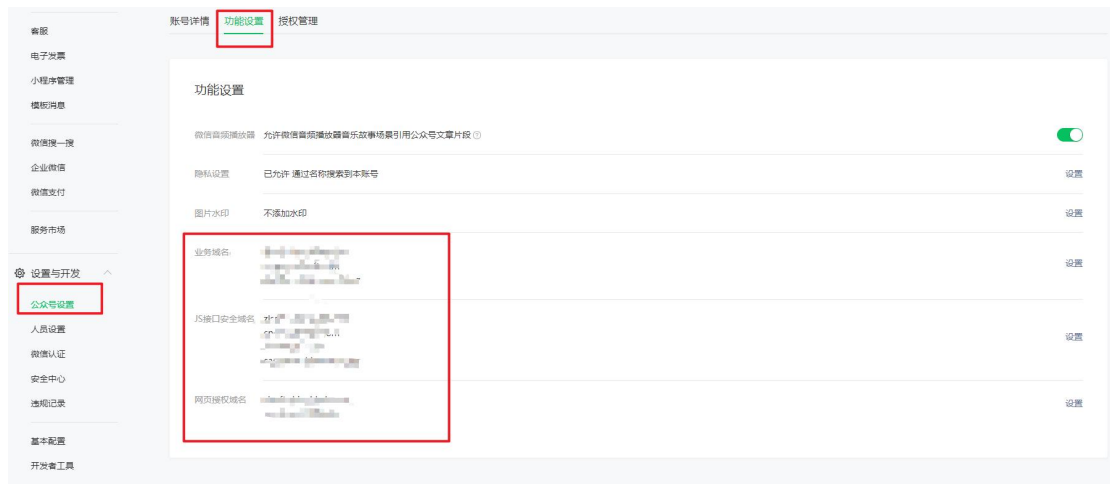 账号详情 功能设置 授权管理
客服
电子发票
小程序管理
模板消息
微信搜一搜
企业微信
微信支付
服务市场
设置与开发
公众号设置
人员设置
微信认证
安全中心
违规记录
基本配置
开发者工具
功能设置
微信音频播放器 允许微信音频播放器音乐故事场景引用公众号文章片段
隐私设置 已允许 通过名称搜索到本账号 设置
图片水印 不添加水印 设置
业务域名 设置
JS接口安全域名 设置
网页授权域名 设置